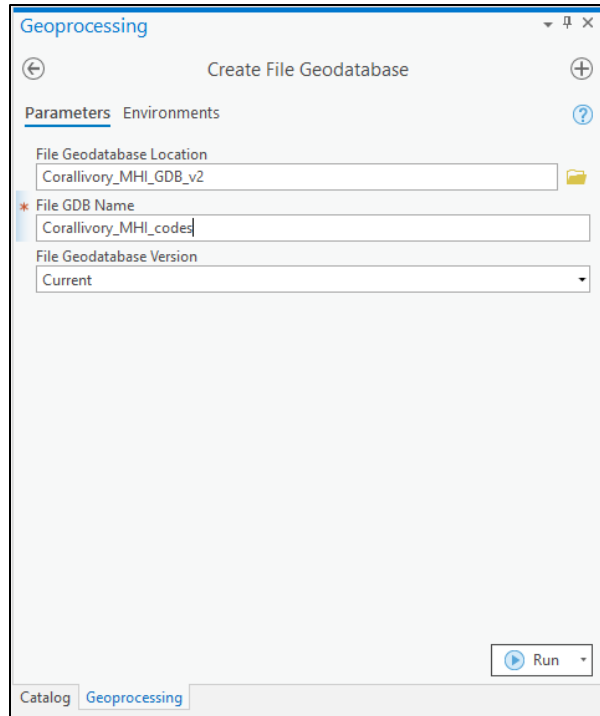 Geoprocessing
Create File Geodatabase
Parameters Environments
File Geodatabase Location
Corallivory_MHI_GDB_v2
* File GDB Name
Corallivory_MHI_codes
File Geodatabase Version
Current
Run
Catalog Geoprocessing